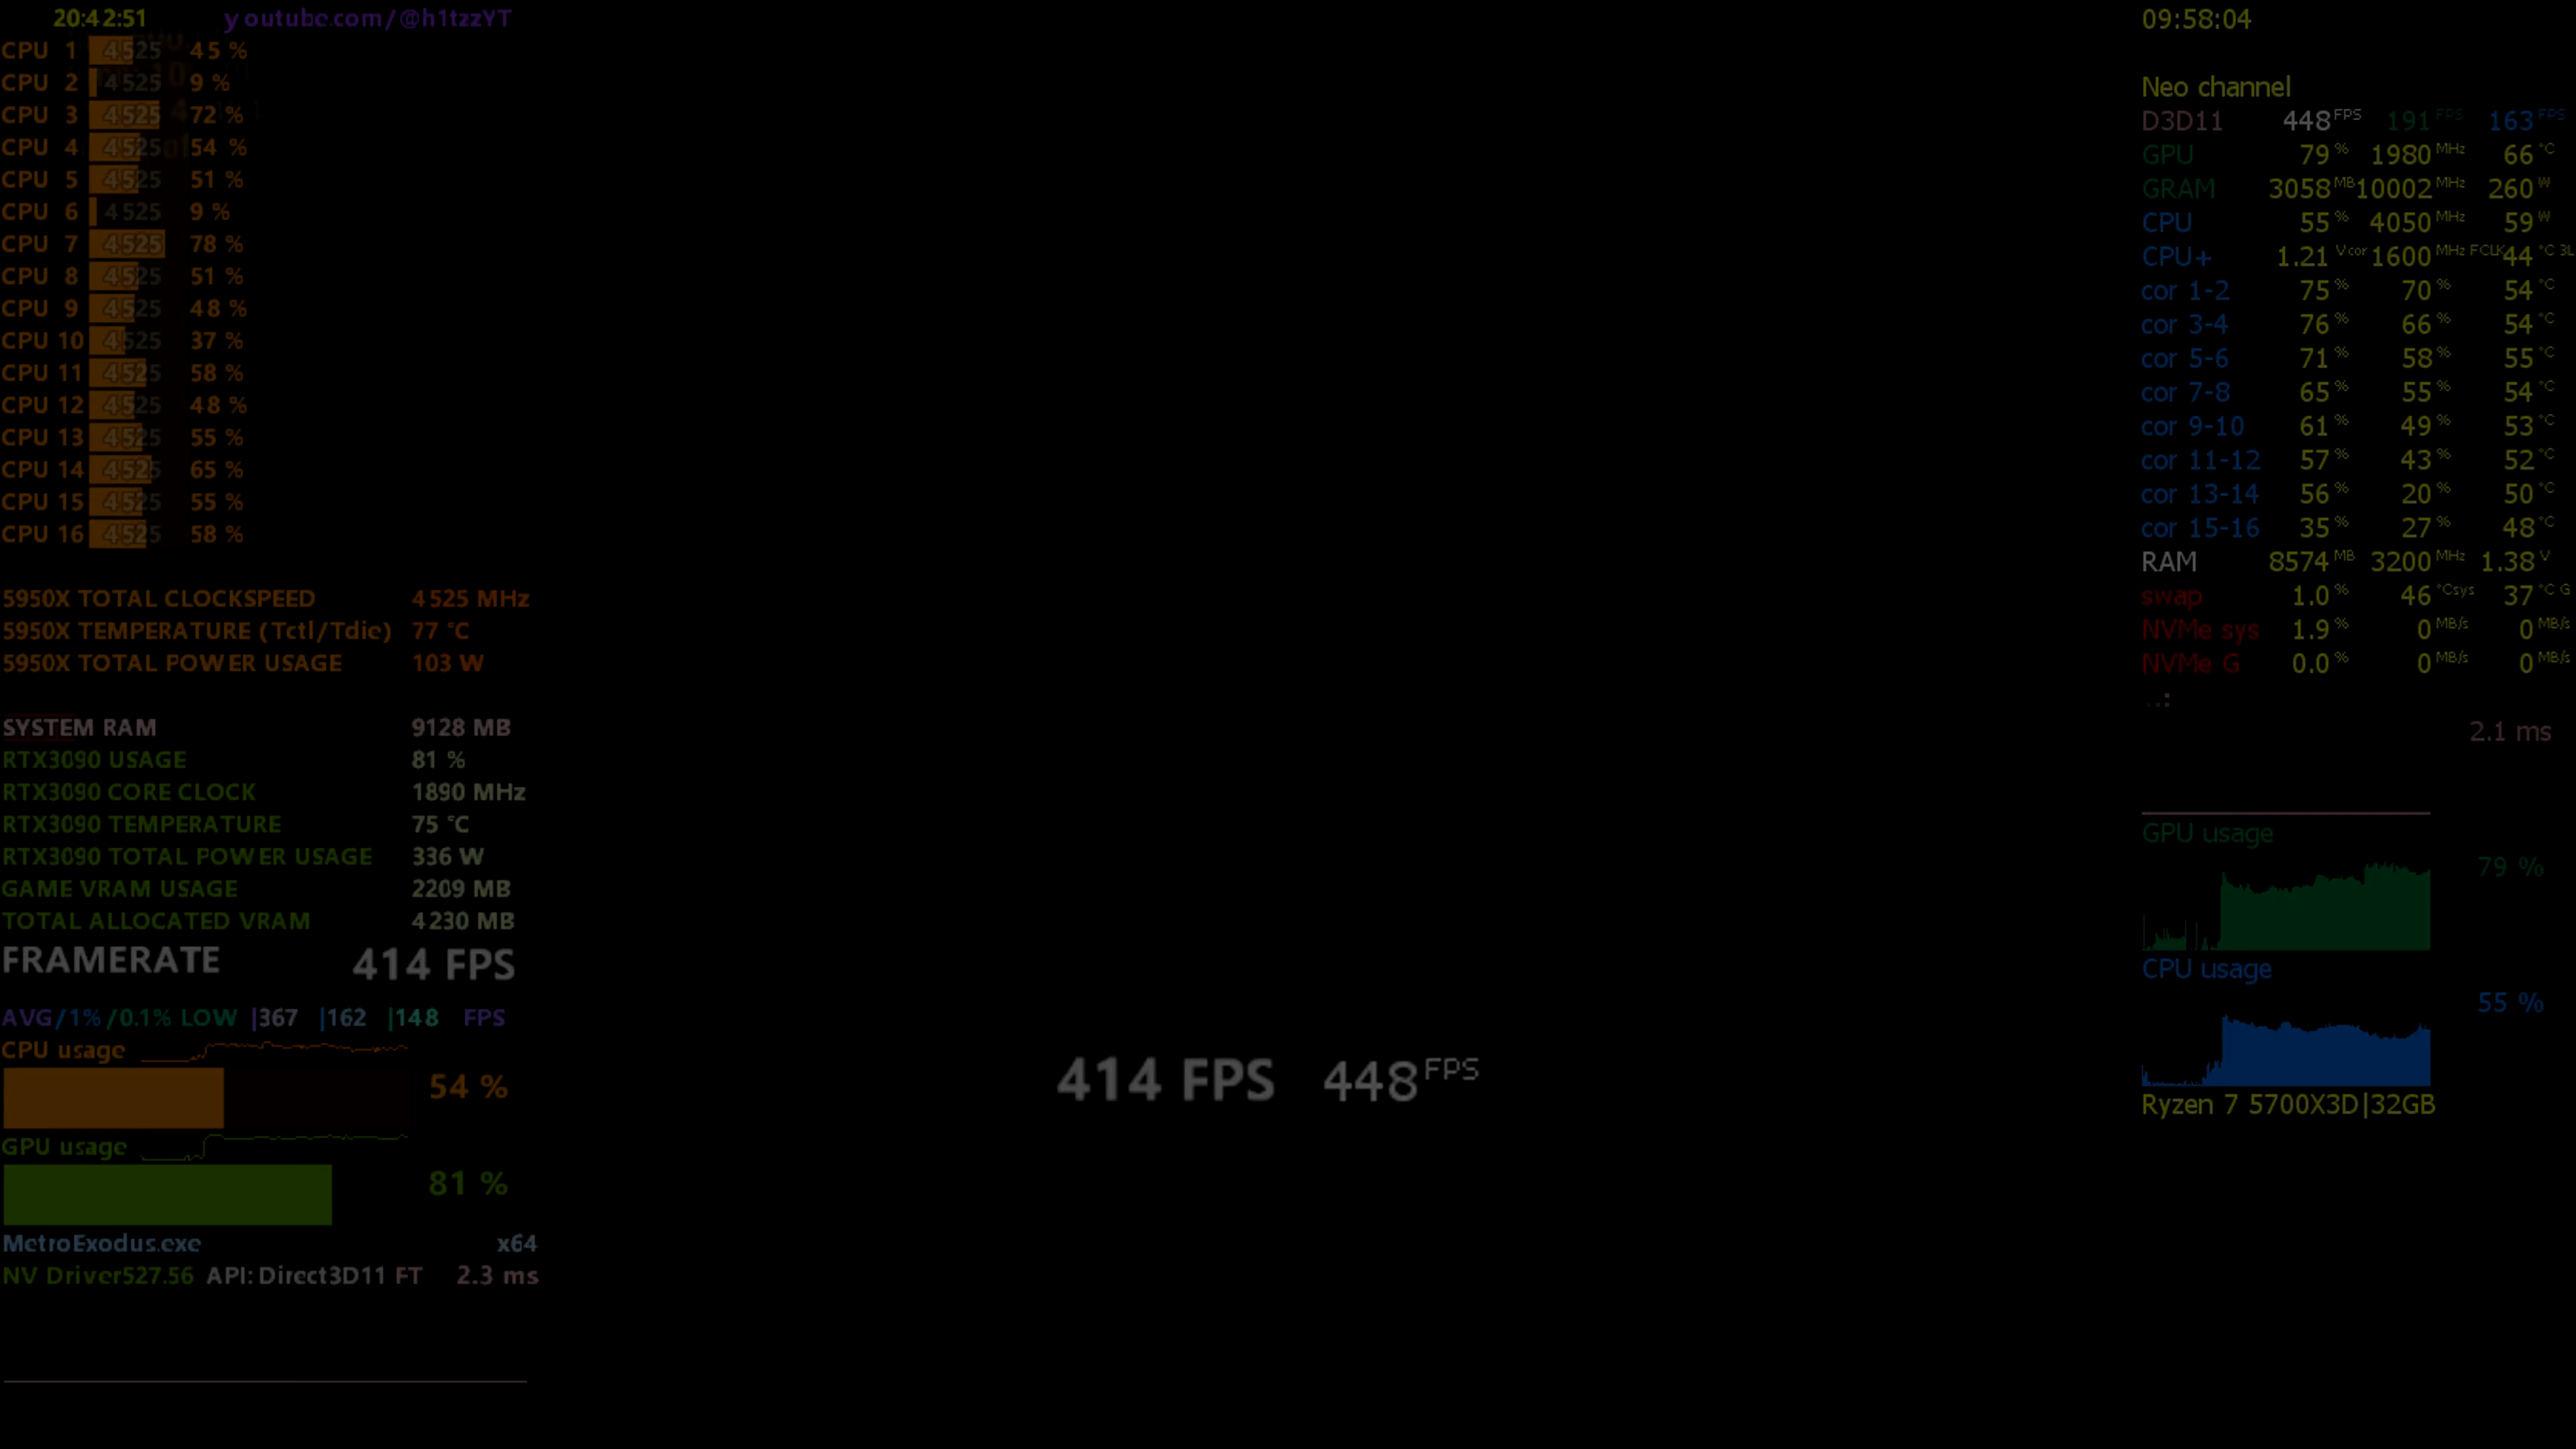 20:42:51 youtube.com/@h1tzzYT
CPU 1 4525 45 %
CPU 2 4525 9 %
CPU 3 4525 72 %
CPU 4 4525 54 %
CPU 5 4525 51 %
CPU 6 4525 9 %
CPU 7 4525 78 %
CPU 8 4525 51 %
CPU 9 4525 48 %
CPU 10 4525 37 %
CPU 11 4525 58 %
CPU 12 4525 48 %
CPU 13 4525 55 %
CPU 14 4525 65 %
CPU 15 4525 55 %
CPU 16 4525 58 %
5950X TOTAL CLOCKSPEED 4525 MHz
5950X TEMPERATURE (Tctl/Tdie) 77 °C
5950X TOTAL POWER USAGE 103 W
SYSTEM RAM 9128 MB
RTX3090 USAGE 81 %
RTX3090 CORE CLOCK 1890 MHz
RTX3090 TEMPERATURE 75 °C
RTX3090 TOTAL POWER USAGE 336 W
GAME VRAM USAGE 2209 MB
TOTAL ALLOCATED VRAM 4230 MB
FRAMERATE 414 FPS
AVG/1%/0.1% LOW |367 |162 |148 FPS
CPU usage
54 %
GPU usage
81 %
MetroExodus.exe x64
NV Driver527.56 API: Direct3D11 FT 2.3 ms
414 FPS 448 FPS
09:58:04
Neo channel
D3D11 448 FPS 191 FPS 163 FPS
GPU 79 % 1980 MHz 66 °C
GRAM 3058 MB 10002 MHz 260 W
CPU 55 % 4050 MHz 59 W
CPU+ 1.21 Vcor 1600 MHz FCLK 44 °C 3L
cor 1-2 75 % 70 % 54 °C
cor 3-4 76 % 66 % 54 °C
cor 5-6 71 % 58 % 55 °C
cor 7-8 65 % 55 % 54 °C
cor 9-10 61 % 49 % 53 °C
cor 11-12 57 % 43 % 52 °C
cor 13-14 56 % 20 % 50 °C
cor 15-16 35 % 27 % 48 °C
RAM 8574 MB 3200 MHz 1.38 V
swap 1.0 % 46 °Csys 37 °C G
NVMe sys 1.9 % 0 MB/s 0 MB/s
NVMe G 0.0 % 0 MB/s 0 MB/s
..:
2.1 ms
GPU usage
79 %
CPU usage
55 %
Ryzen 7 5700X3D|32GB